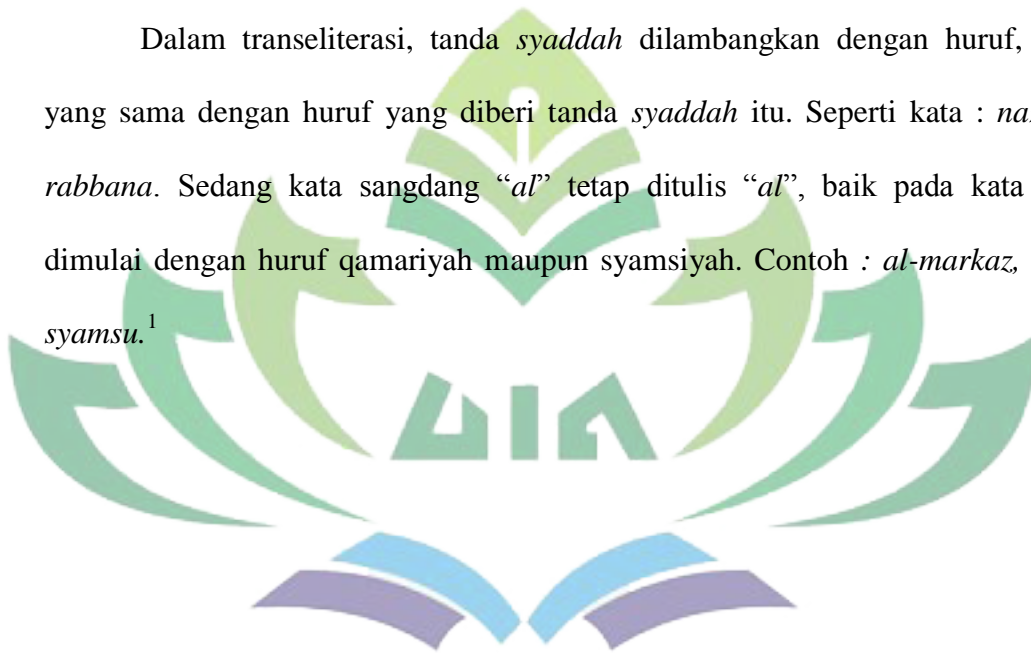 Dalam transeliterasi, tanda syaddah dilambangkan dengan huruf,
yang sama dengan huruf yang diberi tanda syaddah itu. Seperti kata :
rabbana. Sedang kata sangdang “al” tetap ditulis “al”, baik pada kata
dimulai dengan huruf qamariyah maupun syamsiyah. Contoh : al-markaz,
syamsu.1
UIN